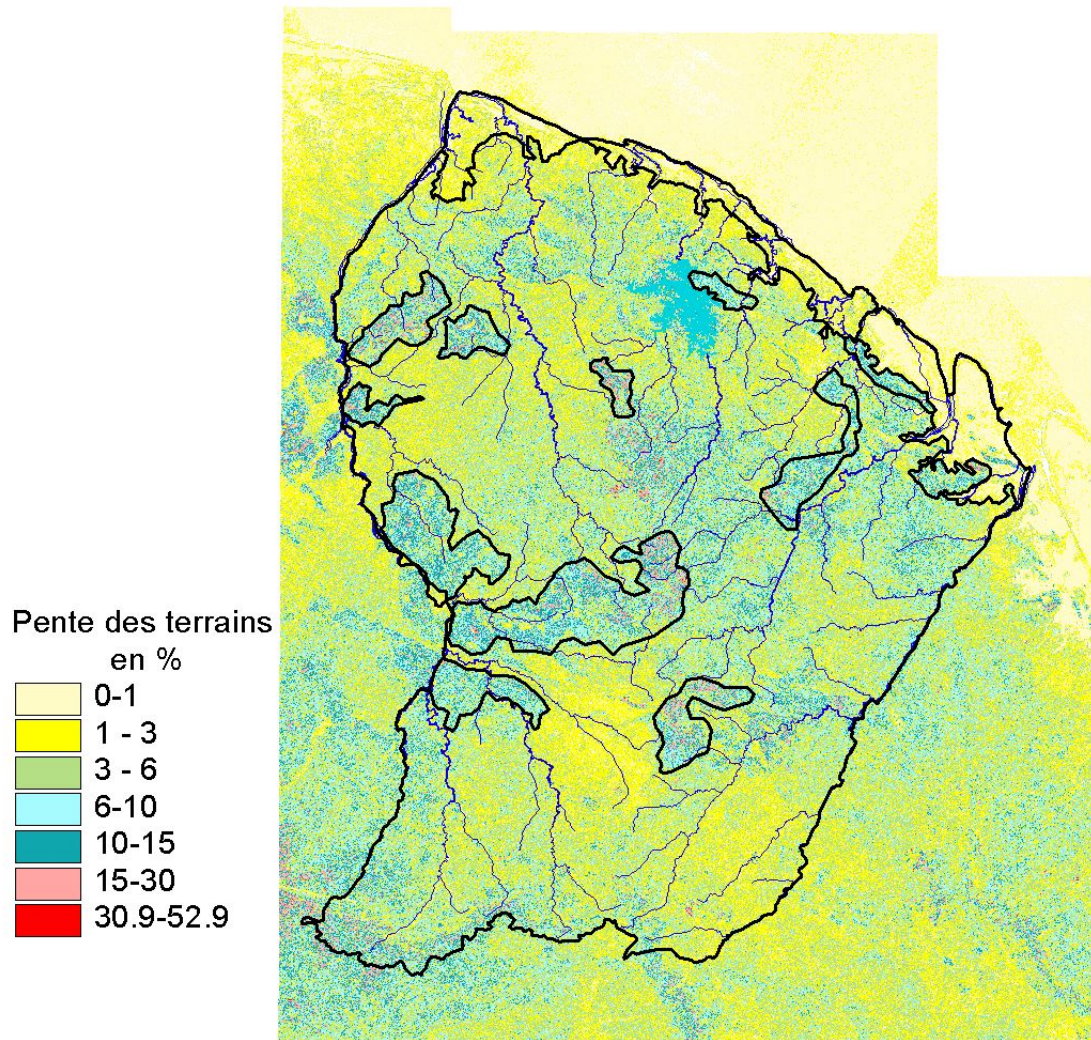 Pente des terrains
en %
0-1
1 - 3
3 - 6
6-10
10-15
15-30
30.9-52.9